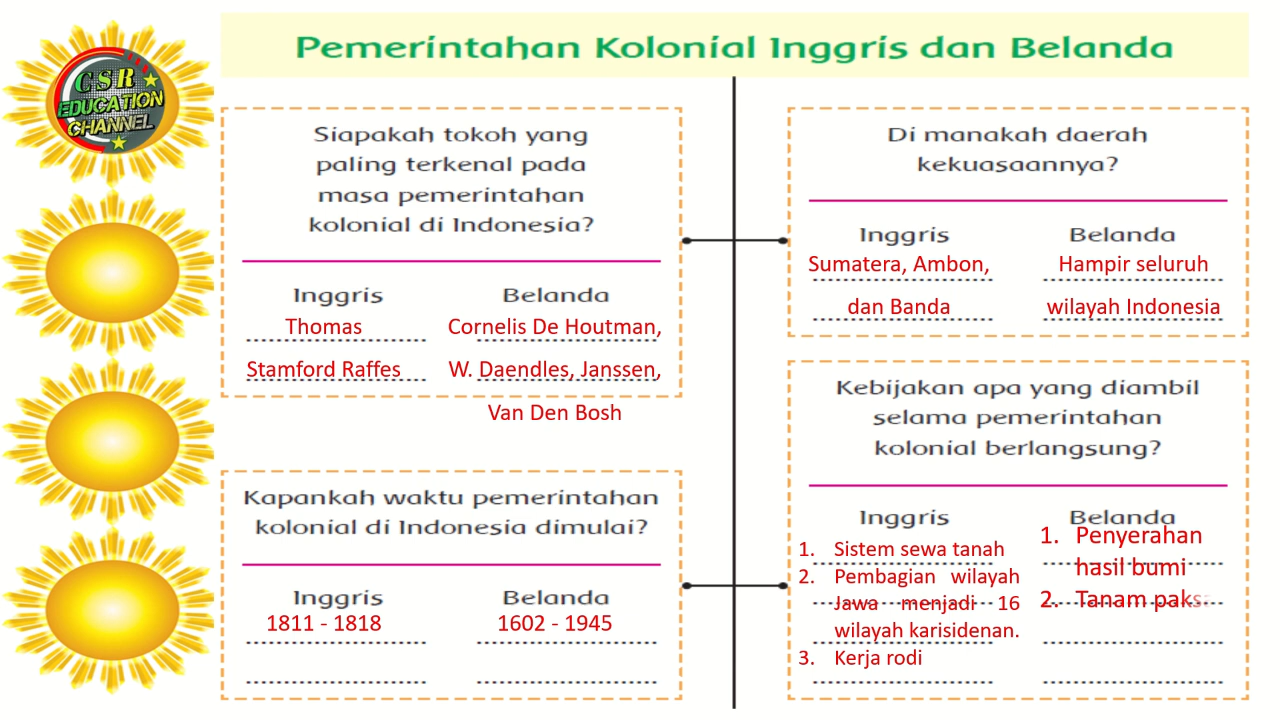 CSR
EDUCATION
CHANNEL
Pemerintahan Kolonial Inggris dan Belanda
Siapakah tokoh yang
paling terkenal pada
masa pemerintahan
kolonial di Indonesia?
Inggris
Thomas
Stamford Raffes
Belanda
Cornelis De Houtman,
W. Daendles, Janssen,
Van Den Bosh
Di manakah daerah
kekuasaannya?
Inggris
Sumatera, Ambon,
dan Banda
Belanda
Hampir seluruh
wilayah Indonesia
Kapankah waktu pemerintahan
kolonial di Indonesia dimulai?
Inggris
1811 - 1818
Belanda
1602 - 1945
Kebijakan apa yang diambil
selama pemerintahan
kolonial berlangsung?
Inggris
1. Sistem sewa tanah
2. Pembagian wilayah
Jawa menjadi 16
wilayah karisidenan.
3. Kerja rodi
Belanda
1. Penyerahan
hasil bumi
2. Tanam paksa